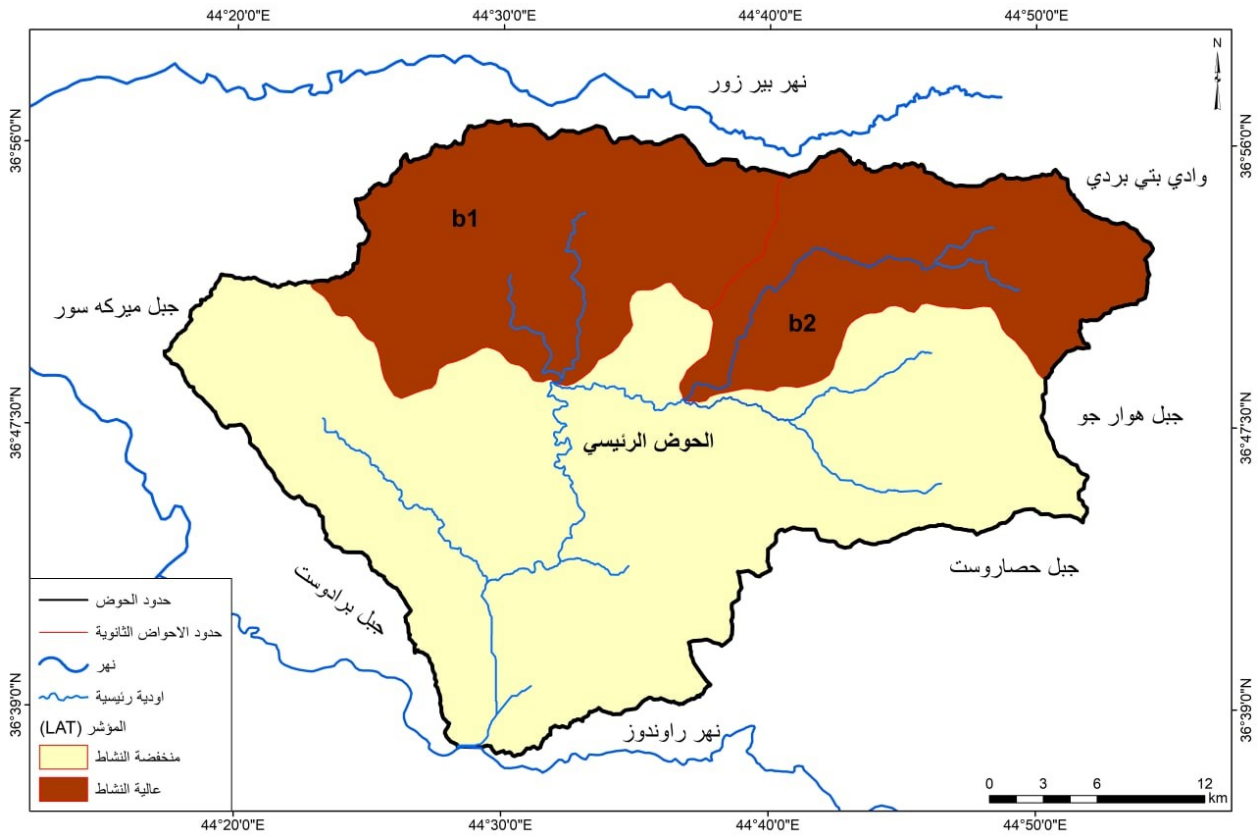 44°20'0"E
44°30'0"E
44°40'0"E
44°50'0"E
N
نهر بير زور
36°56'0"N
36°56'0"N
وادي بتي بردي
b1
جبل ميركه سور
b2
36°47'30"N
36°47'30"N
جبل هوار جو
الحوض الرئيسي
جبل حصاروست
جبل برادوست
حدود الحوض
حدود الاحواض الثانوية
نهر
اودية رئيسية
المؤشر (LAT)
منخفضة النشاط
عالية النشاط
36°39'0"N
36°39'0"N
نهر راوندوز
0 3 6 12
km
44°20'0"E
44°30'0"E
44°40'0"E
44°50'0"E